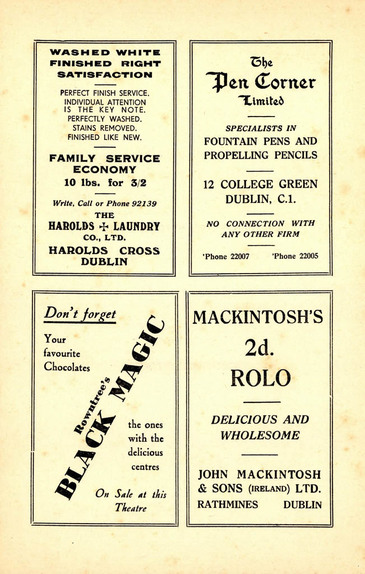 WASHED WHITE
FINISHED RIGHT
SATISFACTION
PERFECT FINISH SERVICE.
INDIVIDUAL ATTENTION
IS THE KEY NOTE.
PERFECTLY WASHED.
STAINS REMOVED.
FINISHED LIKE NEW.
FAMILY SERVICE
ECONOMY
10 lbs. for 3/2
Write, Call or Phone 92139
THE
HAROLDS ✠ LAUNDRY
CO., LTD.
HAROLDS CROSS
DUBLIN
The
Pen Corner
Limited
SPECIALISTS IN
FOUNTAIN PENS AND
PROPELLING PENCILS
12 COLLEGE GREEN
DUBLIN, C.1.
NO CONNECTION WITH
ANY OTHER FIRM
'Phone 22007 'Phone 22005
Don't forget
Your
favourite
Chocolates
Rowntree's
BLACK MAGIC
the ones
with the
delicious
centres
On Sale at this
Theatre
MACKINTOSH'S
2d.
ROLO
DELICIOUS AND
WHOLESOME
JOHN MACKINTOSH
& SONS (IRELAND) LTD.
RATHMINES DUBLIN